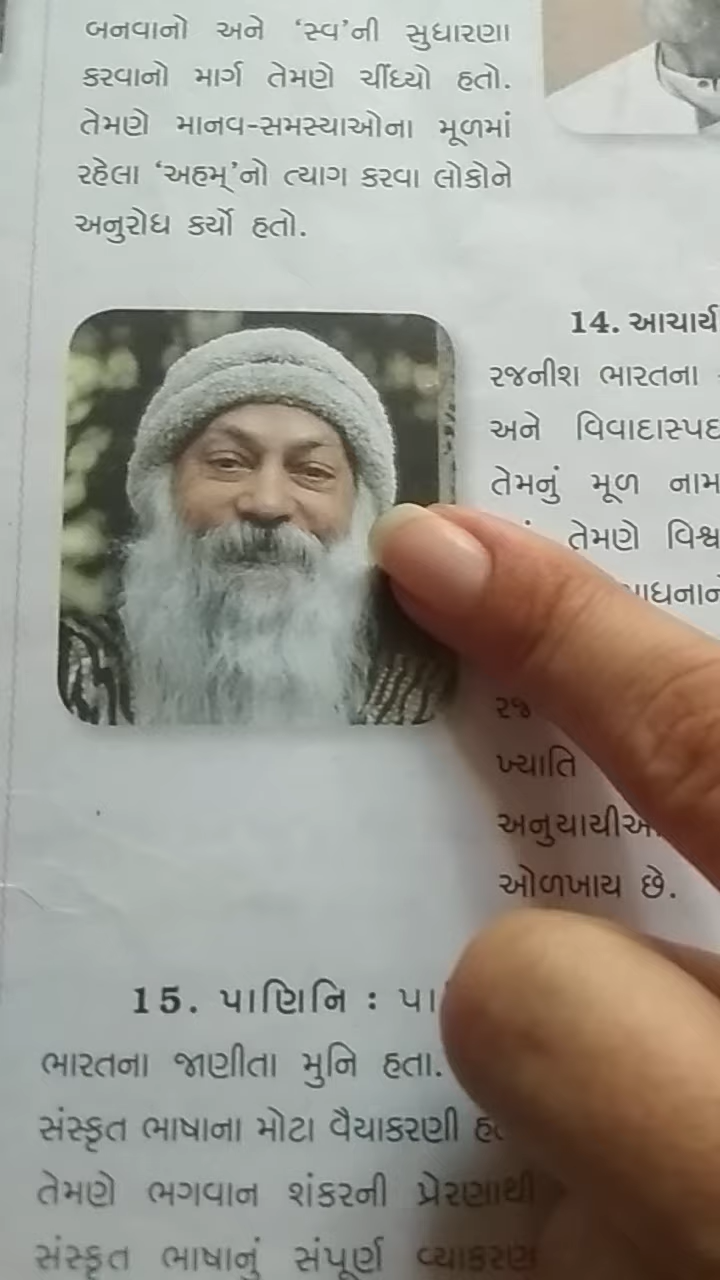 બનવાનો અને ‘સ્વ’ની સુધારણા
કરવાનો માર્ગ તેમણે ચીંધ્યો હતો.
તેમણે માનવ-સમસ્યાઓના મૂળમાં
રહેલા ‘અહમ્’નો ત્યાગ કરવા લોકોને
અનુરોધ કર્યો હતો.
14. આચાર્ય
રજનીશ ભારતના
અને વિવાદાસ્પદ
તેમનું મૂળ નામ
તેમણે વિશ્વ
ખ્યાતિ
ઓળખાય છે.
15. પાણિનિ :
ભારતના જાણીતા મુનિ હતા.
સંસ્કૃત ભાષાના મોટા વૈયાકરણી
તેમણે ભગવાન શંકરની પ્રેરણાથી
સંસ્કૃત ભાષાનું સંપૂર્ણ વ્યાકરણ